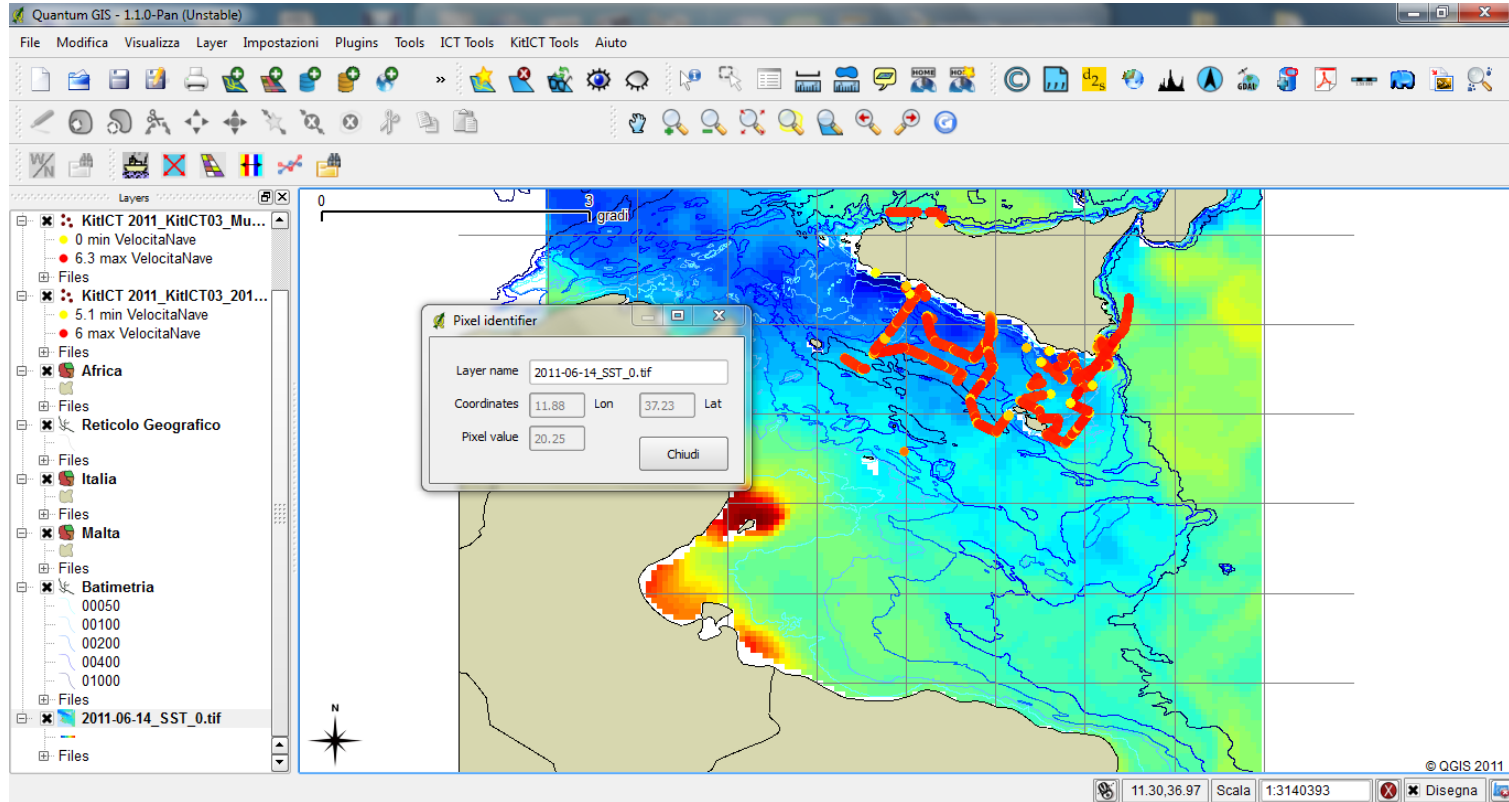 Quantum GIS - 1.1.0-Pan (Unstable)
File Modifica Visualizza Layer Impostazioni Plugins Tools ICT Tools KitICT Tools Aiuto
Layers
KitICT 2011_KitICT03_Mu...
0 min VelocitaNave
6.3 max VelocitaNave
Files
KitICT 2011_KitICT03_201...
5.1 min VelocitaNave
6 max VelocitaNave
Files
Africa
Files
Reticolo Geografico
Files
Italia
Files
Malta
Files
Batimetria
00050
00100
00200
00400
01000
Files
2011-06-14_SST_0.tif
Files
0 3
gradi
Pixel identifier
Layer name 2011-06-14_SST_0.tif
Coordinates 11.88 Lon 37.23 Lat
Pixel value 20.25
Chiudi
N
© QGIS 2011
11.30,36.97 Scala 1:3140393 Disegna